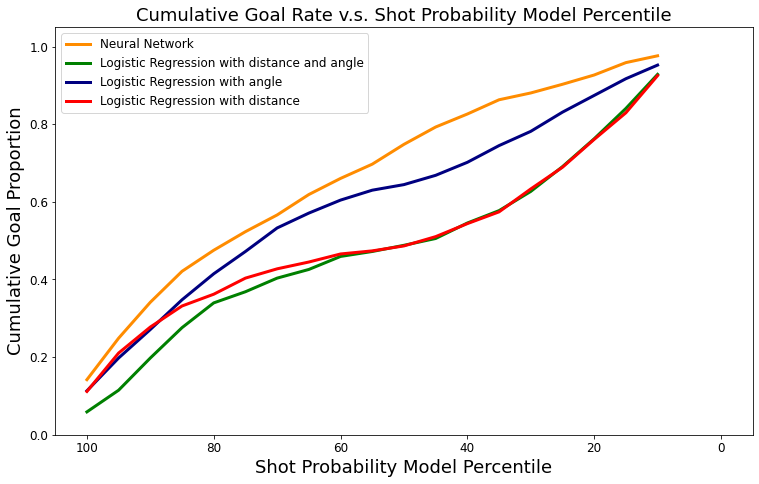 Cumulative Goal Rate v.s. Shot Probability Model Percentile
Neural Network
Logistic Regression with distance and angle
Logistic Regression with angle
Logistic Regression with distance
Cumulative Goal Proportion
1.0
0.8
0.6
0.4
0.2
0.0
100 80 60 40 20 0
Shot Probability Model Percentile